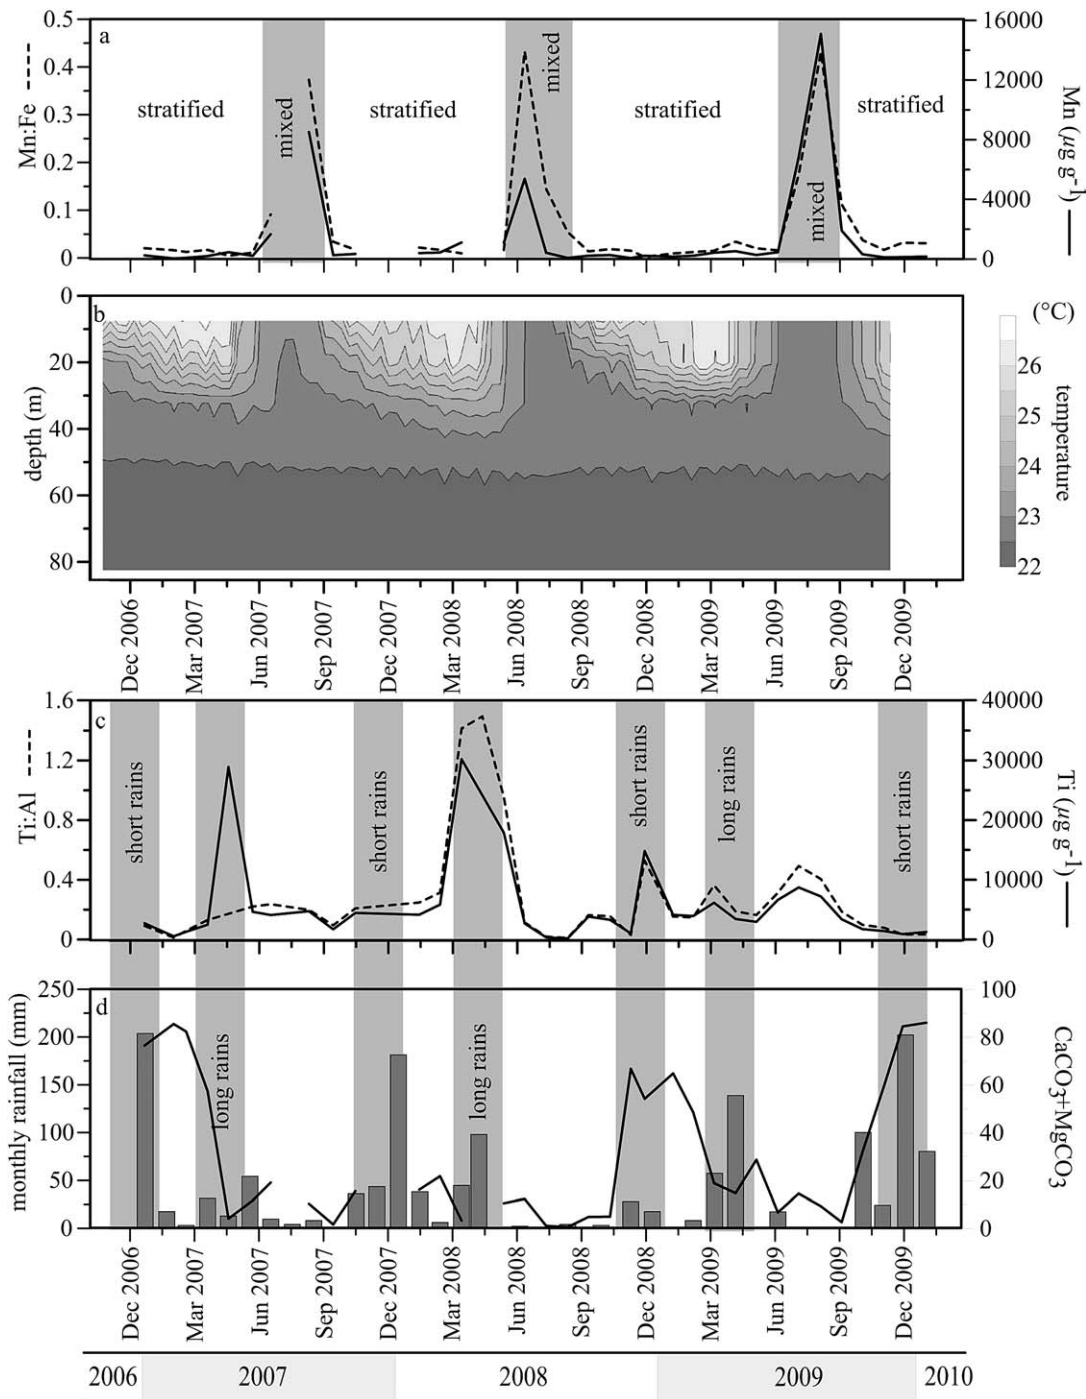 a
Mn:Fe
0.5
0.4
0.3
0.2
0.1
0
stratified
mixed
stratified
mixed
stratified
mixed
stratified
16000
12000
8000
4000
0
Mn (µg g-1)
b
depth (m)
0
20
40
60
80
(°C)
26
25
24
23
22
temperature
Dec 2006
Mar 2007
Jun 2007
Sep 2007
Dec 2007
Mar 2008
Jun 2008
Sep 2008
Dec 2008
Mar 2009
Jun 2009
Sep 2009
Dec 2009
c
Ti:Al
1.6
1.2
0.8
0.4
0
short rains
short rains
short rains
long rains
short rains
40000
30000
20000
10000
0
Ti (µg g-1)
d
monthly rainfall (mm)
250
200
150
100
50
0
long rains
long rains
100
80
60
40
20
0
CaCO3+MgCO3
Dec 2006
Mar 2007
Jun 2007
Sep 2007
Dec 2007
Mar 2008
Jun 2008
Sep 2008
Dec 2008
Mar 2009
Jun 2009
Sep 2009
Dec 2009
2006 2007 2008 2009 2010